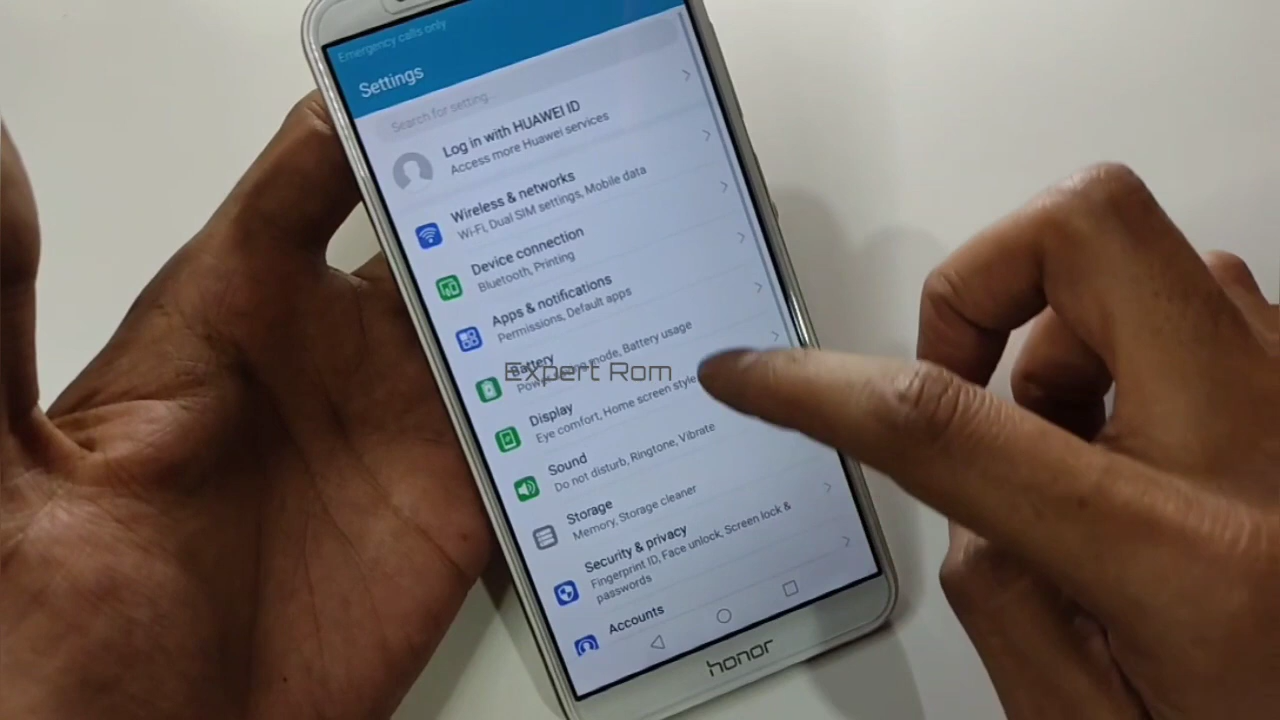 Emergency calls only
Settings
Search for setting...
Log in with HUAWEI ID
Access more Huawei services
Wireless & networks
Wi-Fi, Dual SIM settings, Mobile data
Device connection
Bluetooth, Printing
Apps & notifications
Permissions, Default apps
Battery
mode, Battery usage
Expert Rom
Display
Eye comfort, Home screen style
Sound
Do not disturb, Ringtone, Vibrate
Storage
Memory, Storage cleaner
Security & privacy
Fingerprint ID, Face unlock, Screen lock &
passwords
Accounts
honor